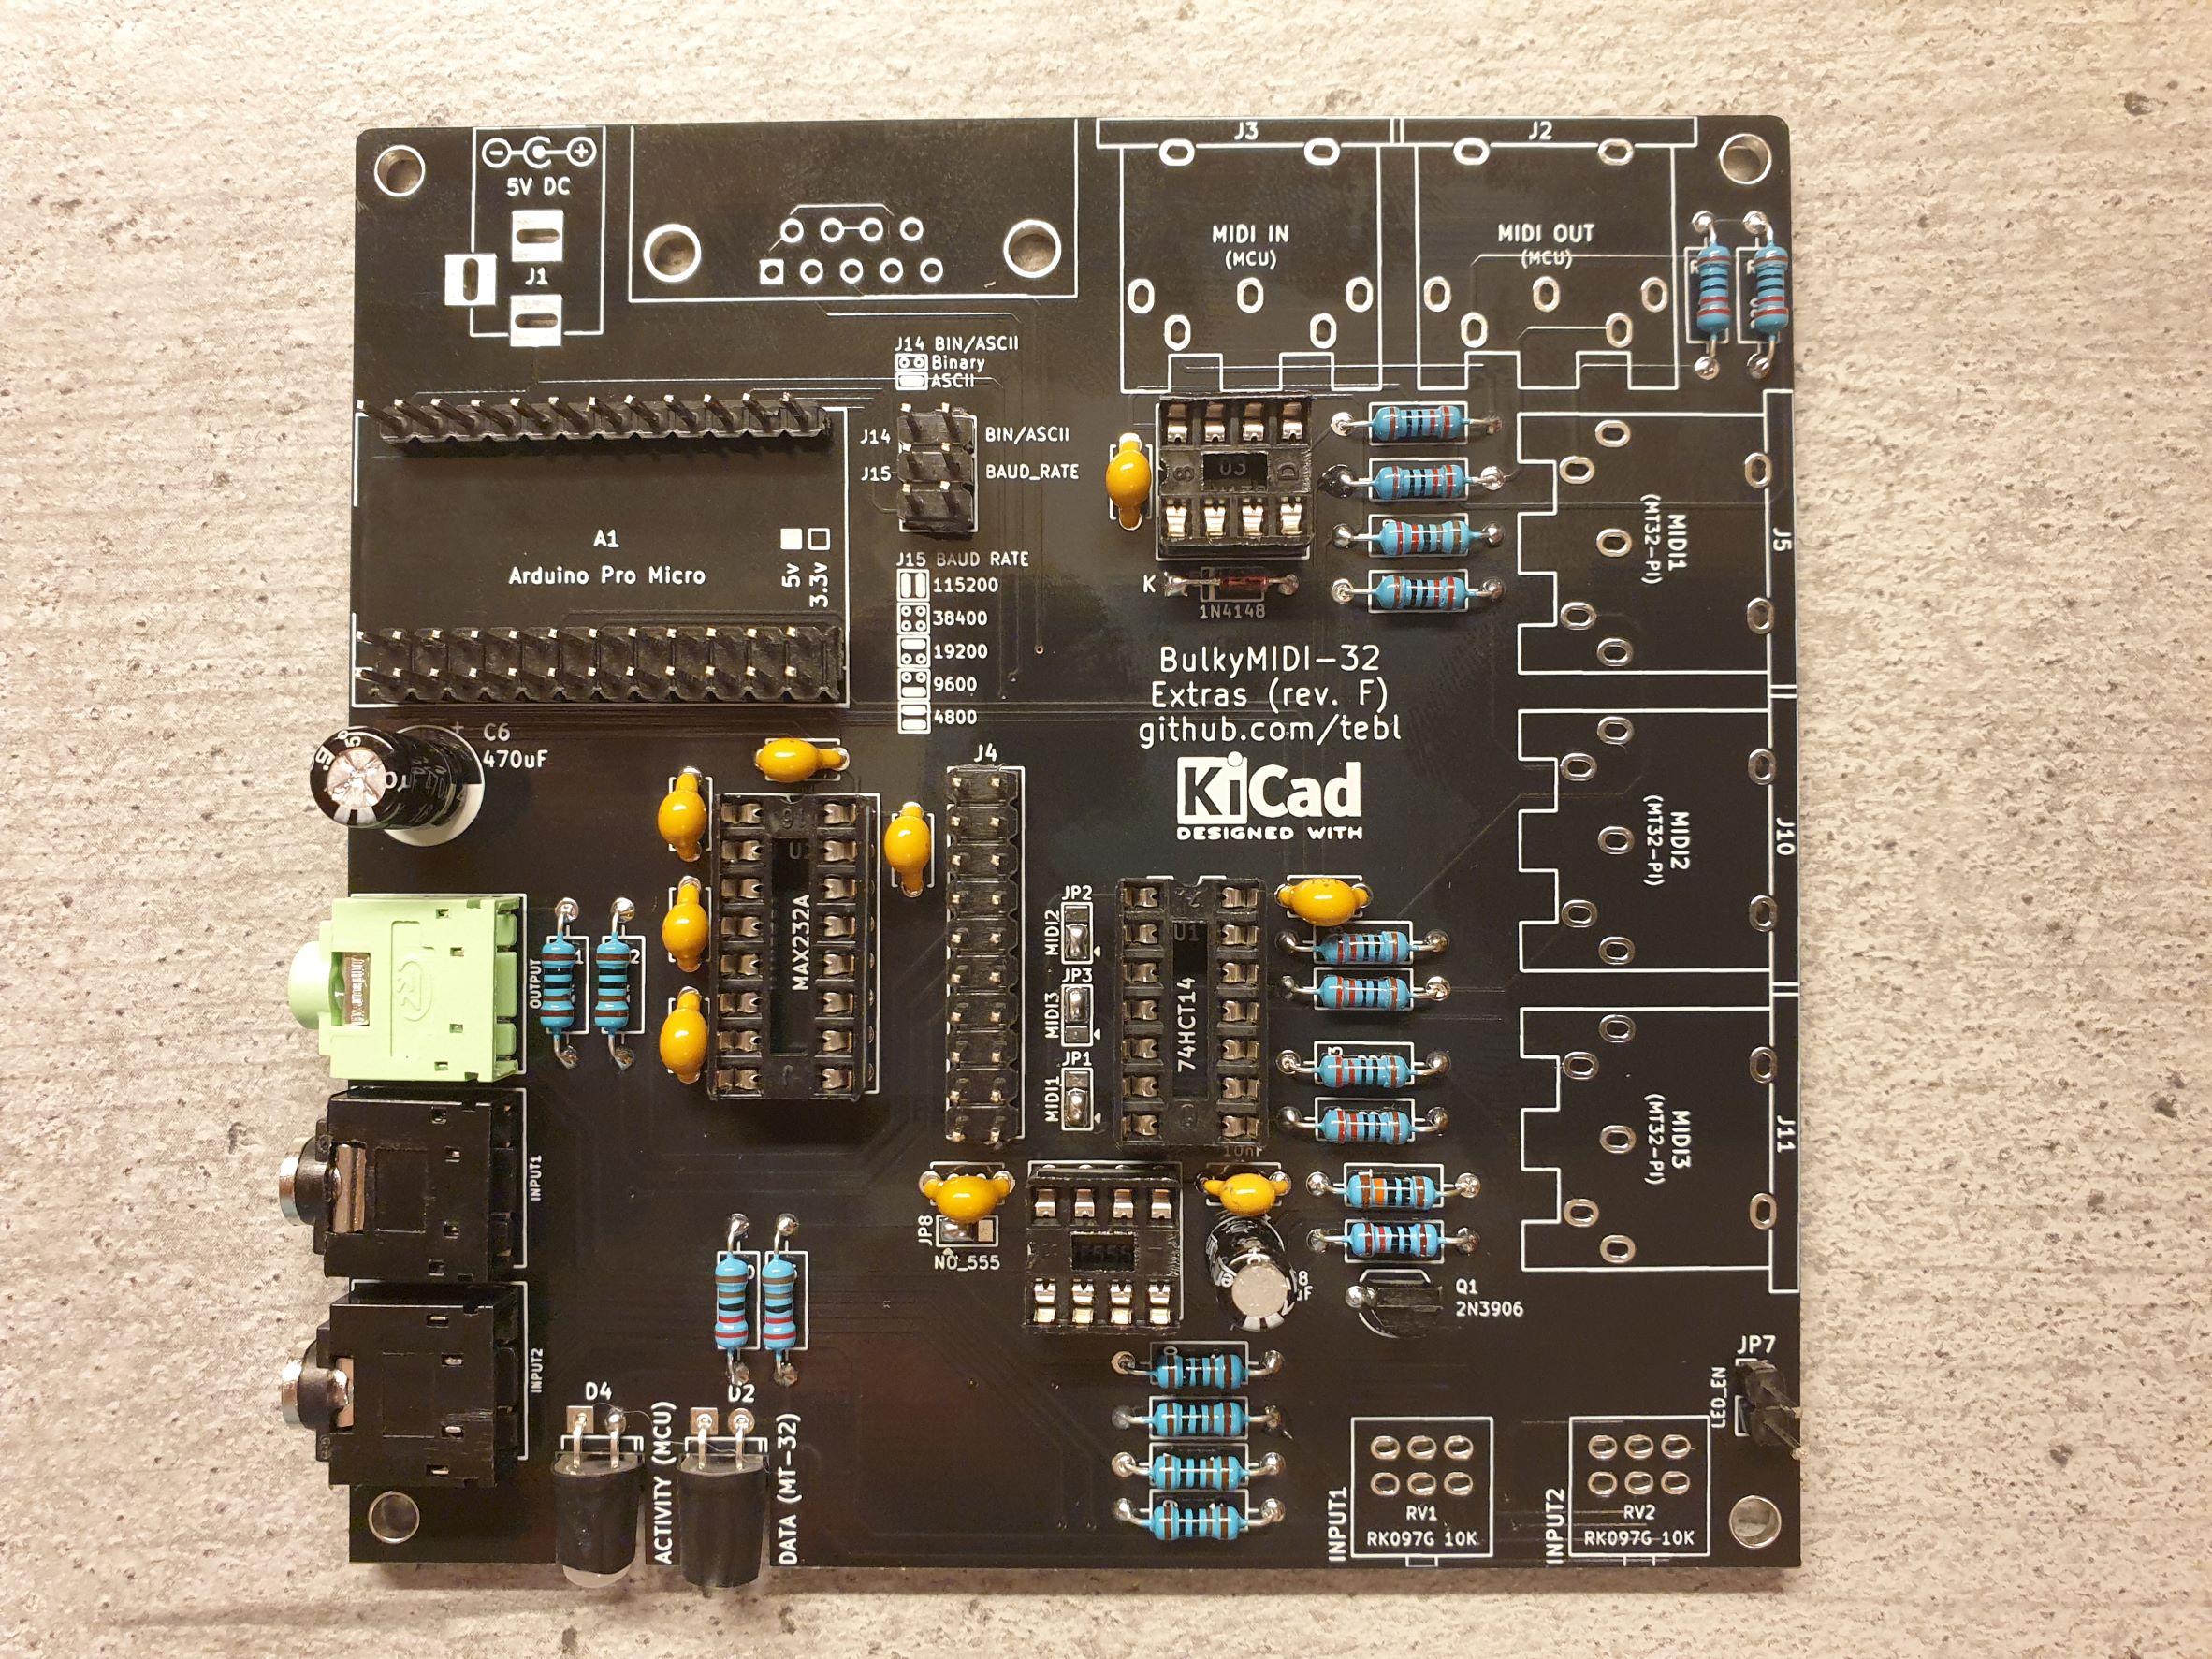 5V DC
J1
J3
J2
MIDI IN
(MCU)
MIDI OUT
(MCU)
J14 BIN/ASCII
Binary
ASCII
J14
BIN/ASCII
J15
BAUD_RATE
U3
A1
Arduino Pro Micro
5v
3.3v
J15 BAUD RATE
115200
38400
19200
9600
4800
K
1N4148
MIDI1
(MT32-PI)
J5
BulkyMIDI-32
Extras (rev. F)
github.com/tebl
KiCad
DESIGNED WITH
C6
470uF
J4
MIDI2
(MT32-PI)
J10
MAX232A
OUTPUT
JP2
MIDI2
JP3
MIDI3
JP1
MIDI1
U1
74HCT14
MIDI3
(MT32-PI)
J11
INPUT1
10nF
JP8
NO_555
Q1
2N3906
INPUT2
D4
ACTIVITY (MCU)
D2
DATA (MT-32)
JP7
LED_EN
INPUT1
RV1
RK097G 10K
INPUT2
RV2
RK097G 10K